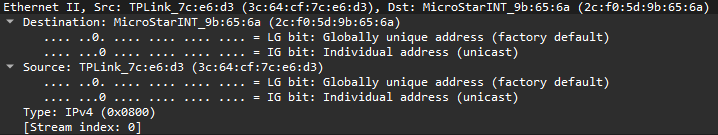 Ethernet II, Src: TPLink_7c:e6:d3 (3c:64:cf:7c:e6:d3), Dst: MicroStarINT_9b:65:6a (2c:f0:5d:9b:65:6a)
Destination: MicroStarINT_9b:65:6a (2c:f0:5d:9b:65:6a)
.... ..0. .... .... .... .... = LG bit: Globally unique address (factory default)
.... ...0 .... .... .... .... = IG bit: Individual address (unicast)
Source: TPLink_7c:e6:d3 (3c:64:cf:7c:e6:d3)
.... ..0. .... .... .... .... = LG bit: Globally unique address (factory default)
.... ...0 .... .... .... .... = IG bit: Individual address (unicast)
Type: IPv4 (0x0800)
[Stream index: 0]